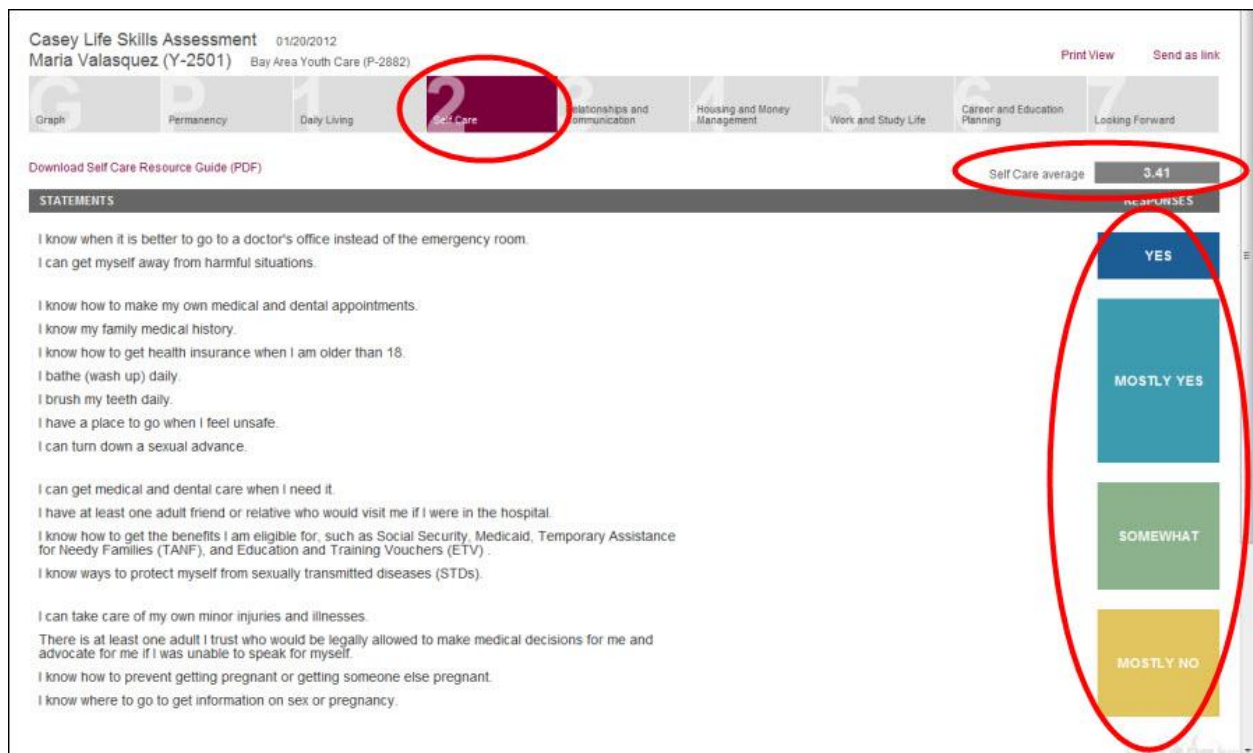 Casey Life Skills Assessment 01/20/2012
Maria Valasquez (Y-2501) Bay Area Youth Care (P-2882)
Print View Send as link
G Graph
P Permanency
1 Daily Living
2 Self Care
3 Relationships and
Communication
4 Housing and Money
Management
5 Work and Study Life
6 Career and Education
Planning
7 Looking Forward
Download Self Care Resource Guide (PDF)
Self Care average 3.41
STATEMENTS RESPONSES
I know when it is better to go to a doctor's office instead of the emergency room.
I can get myself away from harmful situations.
YES
I know how to make my own medical and dental appointments.
I know my family medical history.
I know how to get health insurance when I am older than 18.
I bathe (wash up) daily.
I brush my teeth daily.
I have a place to go when I feel unsafe.
I can turn down a sexual advance.
MOSTLY YES
I can get medical and dental care when I need it.
I have at least one adult friend or relative who would visit me if I were in the hospital.
I know how to get the benefits I am eligible for, such as Social Security, Medicaid, Temporary Assistance
for Needy Families (TANF), and Education and Training Vouchers (ETV) .
I know ways to protect myself from sexually transmitted diseases (STDs).
SOMEWHAT
I can take care of my own minor injuries and illnesses.
There is at least one adult I trust who would be legally allowed to make medical decisions for me and
advocate for me if I was unable to speak for myself.
I know how to prevent getting pregnant or getting someone else pregnant.
I know where to go to get information on sex or pregnancy.
MOSTLY NO